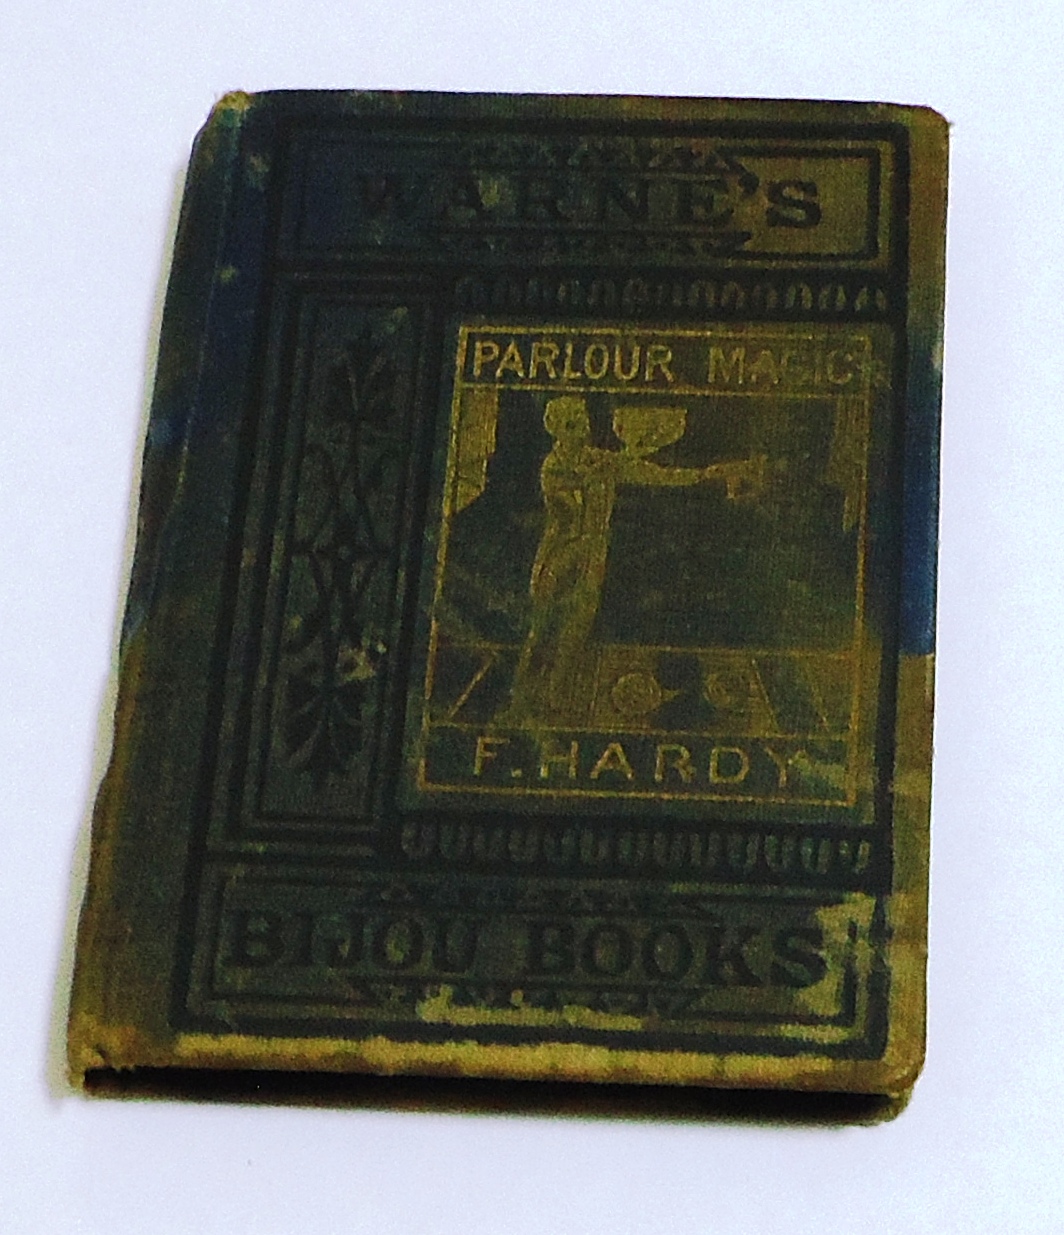 WARNE'S
PARLOUR MAGIC
F. HARDY
BIJOU BOOKS